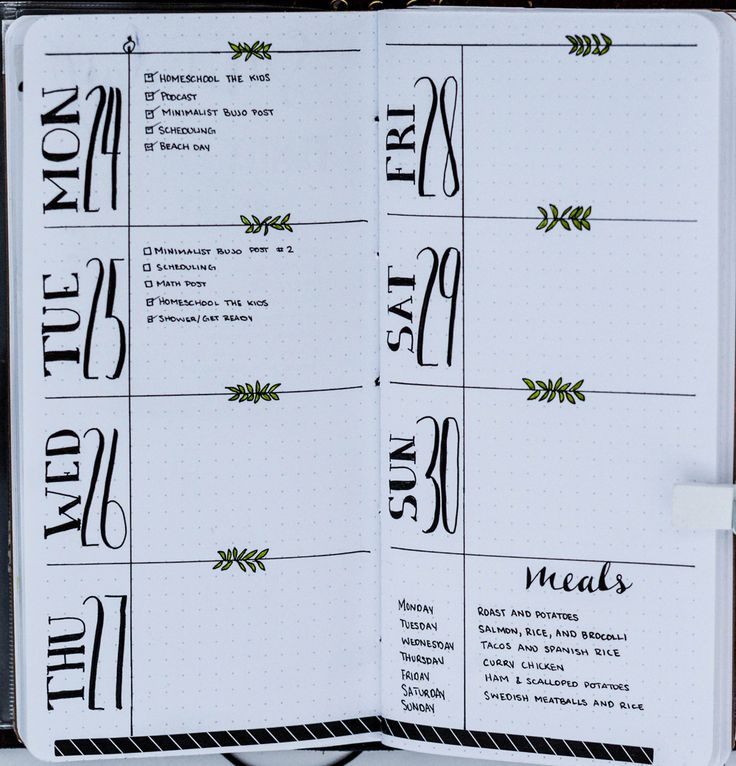 MON 24
HOMESCHOOL THE KIDS
PODCAST
MINIMALIST BUJO POST
SCHEDULING
BEACH DAY
TUE 25
MINIMALIST BUJO POST #2
SCHEDULING
MATH POST
HOMESCHOOL THE KIDS
SHOWER/GET READY
WED 26
THU 27
FRI 28
SAT 29
SUN 30
Meals
MONDAY ROAST AND POTATOES
TUESDAY SALMON, RICE, AND BROCOLLI
WEDNESDAY TACOS AND SPANISH RICE
THURSDAY CURRY CHICKEN
FRIDAY HAM & SCALLOPED POTATOES
SATURDAY SWEDISH MEATBALLS AND RICE
SUNDAY